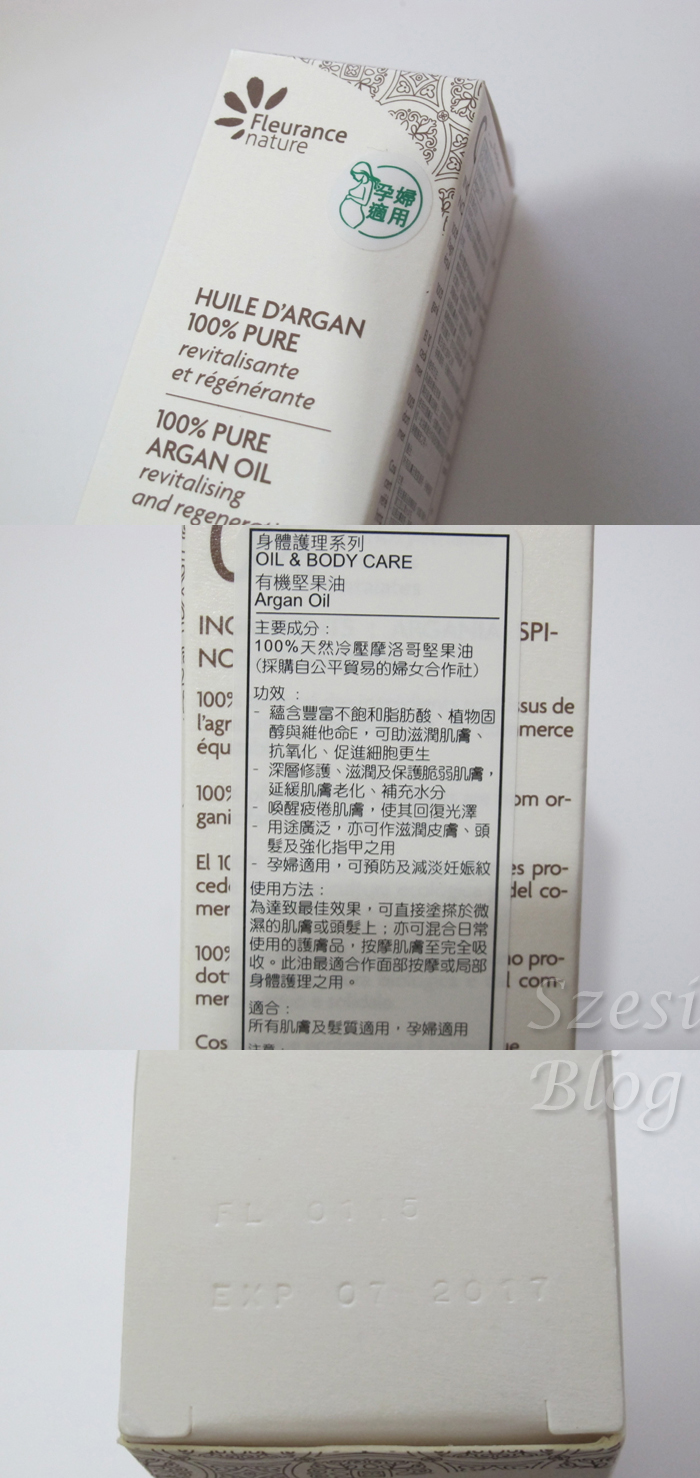 Fleurance
nature
孕婦
適用
HUILE D'ARGAN
100% PURE
revitalisante
et régénérante
100% PURE
ARGAN OIL
revitalising
身體護理系列
OIL & BODY CARE
有機堅果油
Argan Oil
主要成分：
100%天然冷壓摩洛哥堅果油
(採購自公平貿易的婦女合作社)
功效：
- 蘊含豐富不飽和脂肪酸、植物固
醇與維他命E，可助滋潤肌膚、
抗氧化、促進細胞更生
- 深層修護、滋潤及保護脆弱肌膚，
延緩肌膚老化、補充水分
- 喚醒疲倦肌膚，使其回復光澤
- 用途廣泛，亦可作滋潤皮膚、頭
髮及強化指甲之用
- 孕婦適用，可預防及減淡妊娠紋
使用方法：
為達致最佳效果，可直接塗搽於微
濕的肌膚或頭髮上；亦可混合日常
使用的護膚品，按摩肌膚至完全吸
收。此油最適合作面部按摩或局部
身體護理之用。
適合：
所有肌膚及髮質適用，孕婦適用
Szesi
Blog
FL 0115
EXP 07 2017